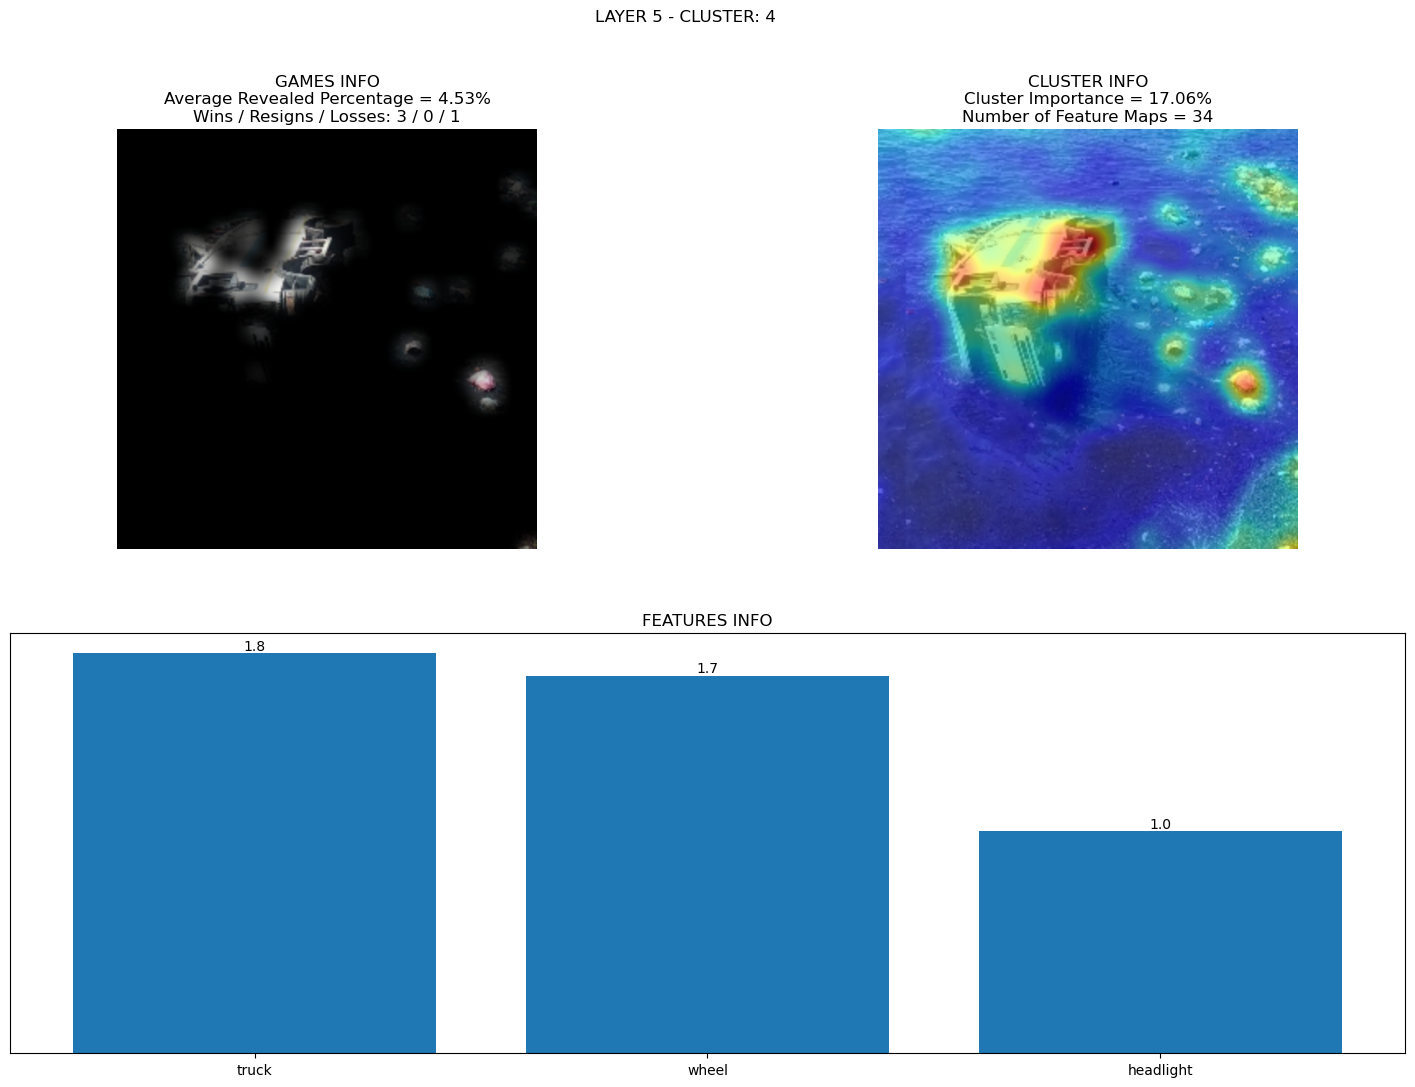 LAYER 5 - CLUSTER: 4
GAMES INFO
Average Revealed Percentage = 4.53%
Wins / Resigns / Losses: 3 / 0 / 1
CLUSTER INFO
Cluster Importance = 17.06%
Number of Feature Maps = 34
FEATURES INFO
1.8
1.7
1.0
truck
wheel
headlight